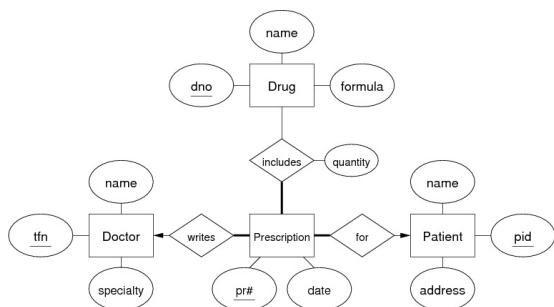 name
dno
Drug
formula
includes
quantity
name
name
tfn
Doctor
writes
Prescription
for
Patient
pid
specialty
pr#
date
address